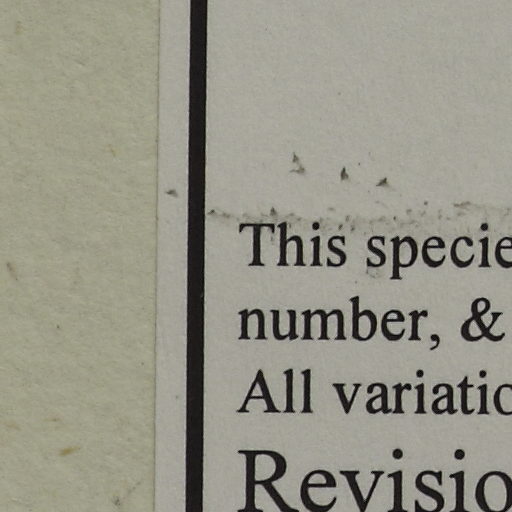 This specie
number, &
All variatio
Revisio